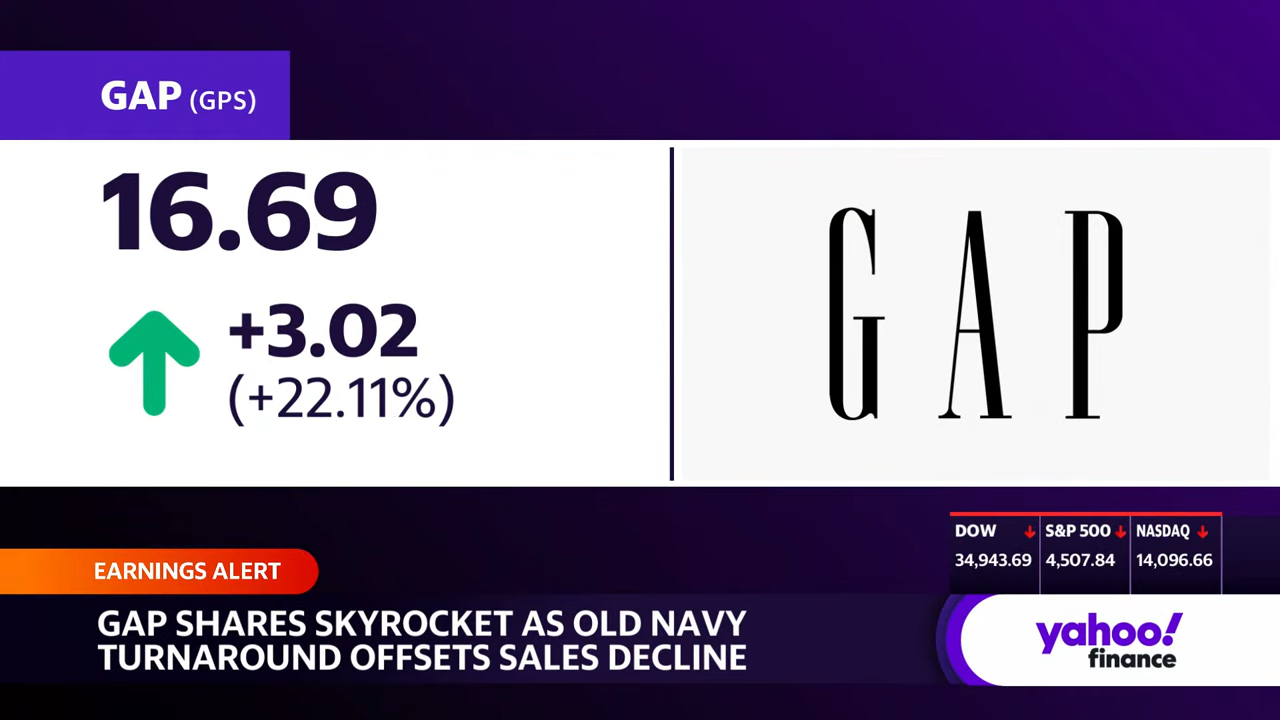 GAP (GPS)
16.69
+3.02
(+22.11%)
GAP
EARNINGS ALERT
GAP SHARES SKYROCKET AS OLD NAVY
TURNAROUND OFFSETS SALES DECLINE
DOW S&P 500 NASDAQ
34,943.69 4,507.84 14,096.66
yahoo!
finance